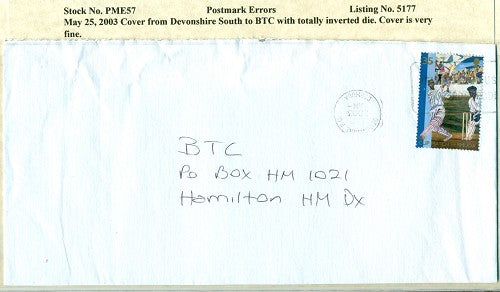 Stock No. PME57 Postmark Errors Listing No. 5177
May 25, 2003 Cover from Devonshire South to BTC with totally inverted die. Cover is very
fine.
BTC
Po Box HM 1021
Hamilton HM Dx